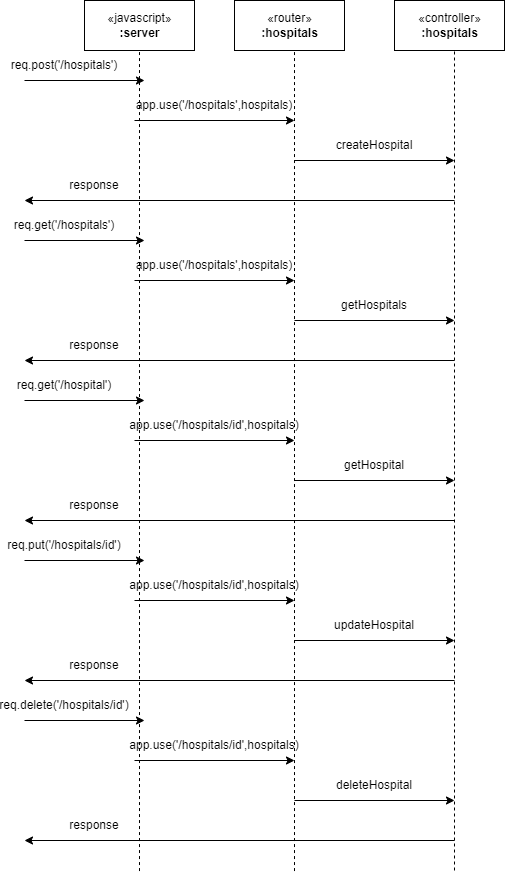 «javascript»
:server
«router»
:hospitals
«controller»
:hospitals
req.post('/hospitals')
app.use('/hospitals',hospitals)
createHospital
response
req.get('/hospitals')
app.use('/hospitals',hospitals)
getHospitals
response
req.get('/hospital')
app.use('/hospitals/id',hospitals)
getHospital
response
req.put('/hospitals/id')
app.use('/hospitals/id',hospitals)
updateHospital
response
req.delete('/hospitals/id')
app.use('/hospitals/id',hospitals)
deleteHospital
response